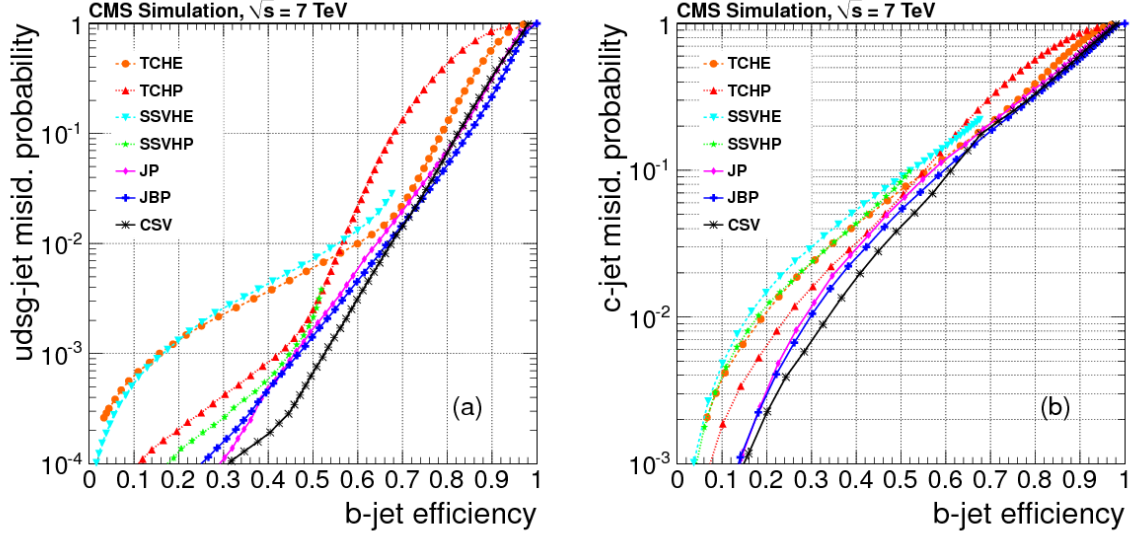 CMS Simulation, √s = 7 TeV
udsg-jet misid. probability
1
10⁻¹
10⁻²
10⁻³
10⁻⁴
TCHE
TCHP
SSVHE
SSVHP
JP
JBP
CSV
(a)
0 0.1 0.2 0.3 0.4 0.5 0.6 0.7 0.8 0.9 1
b-jet efficiency
CMS Simulation, √s = 7 TeV
c-jet misid. probability
1
10⁻¹
10⁻²
10⁻³
TCHE
TCHP
SSVHE
SSVHP
JP
JBP
CSV
(b)
0 0.1 0.2 0.3 0.4 0.5 0.6 0.7 0.8 0.9 1
b-jet efficiency